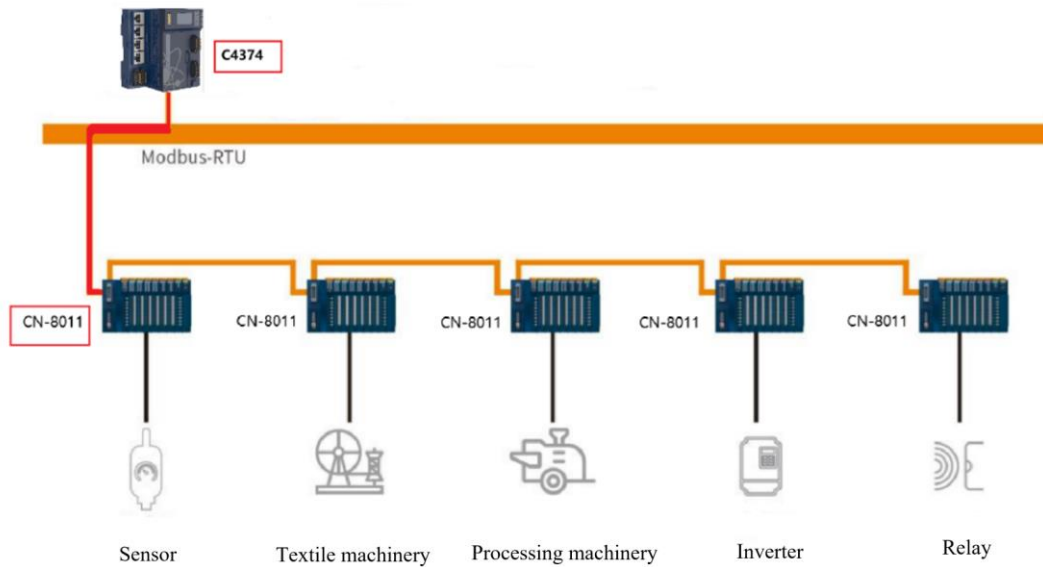 C4374
Modbus-RTU
CN-8011
CN-8011
CN-8011
CN-8011
CN-8011
Sensor
Textile machinery
Processing machinery
Inverter
Relay